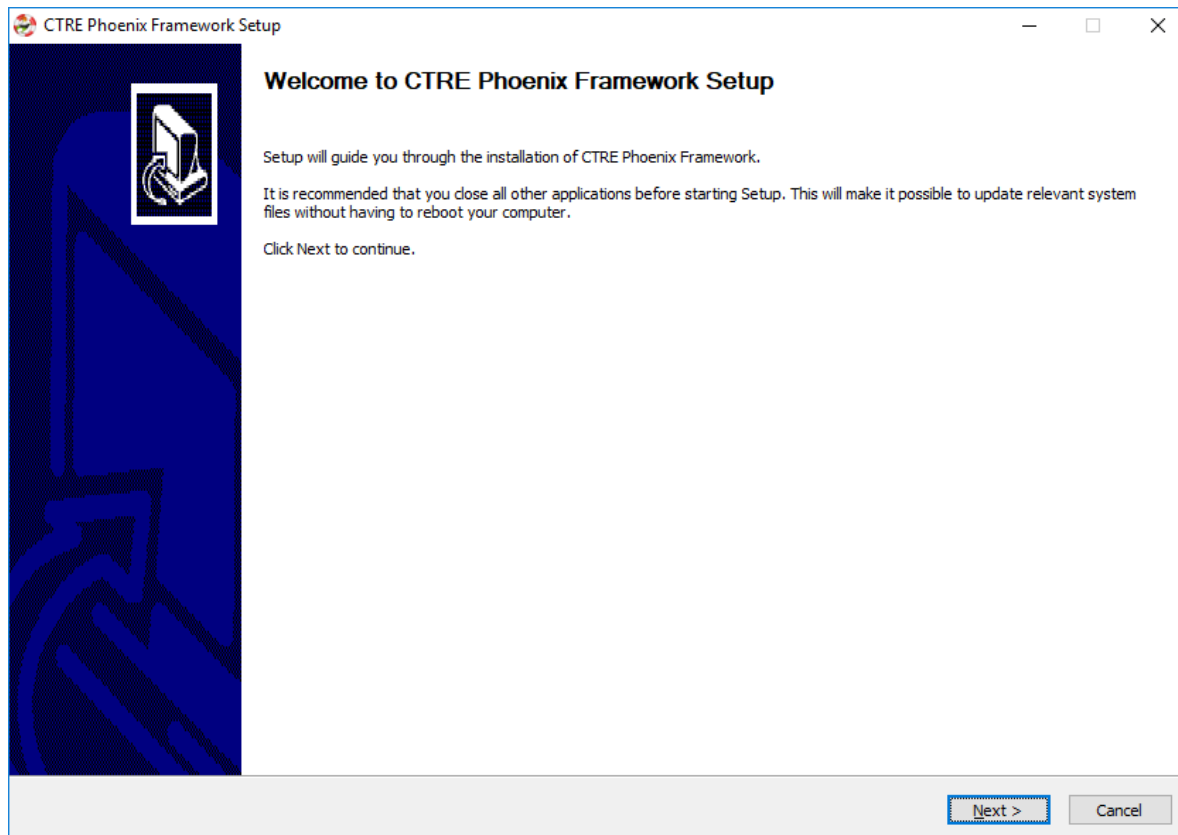 CTRE Phoenix Framework Setup
Welcome to CTRE Phoenix Framework Setup
Setup will guide you through the installation of CTRE Phoenix Framework.
It is recommended that you close all other applications before starting Setup. This will make it possible to update relevant system
files without having to reboot your computer.
Click Next to continue.
Next >
Cancel